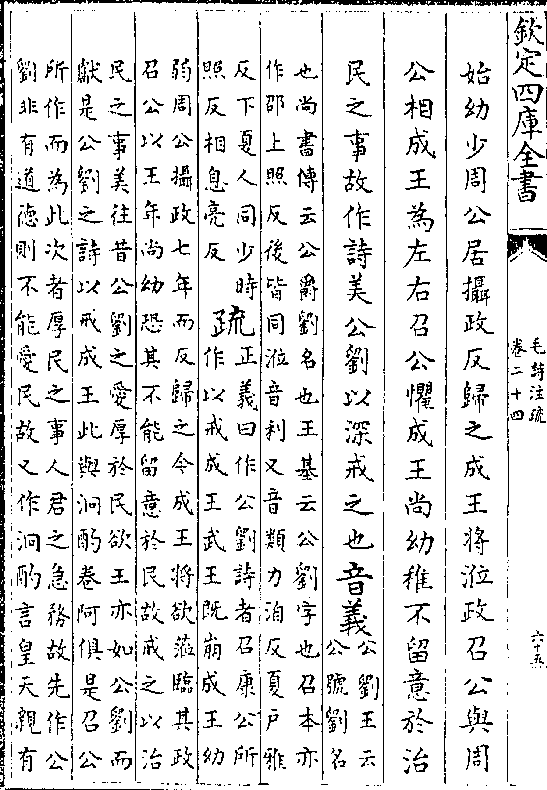 欽定四庫全書
毛詩注疏
卷二十四
六十五
始幼少周公居攝政反歸之成王將涖政召公與周
公相成王為左右召公懼成王尚幼稚不留意於治
民之事故作詩美公劉以深戒之也音義
公劉王云
公號劉名
也尚書傳云公爵劉名也王基云公劉字也召本亦
作邵上照反後皆同涖音利又音類力洎反夏戶雅
反下夏人同少時
照反相息亮反
疏
正義曰作公劉詩者召康公所
作以戒成王武王既崩成王幼
弱周公攝政七年而反歸之今成王將欲蒞臨其政
召公以王年尚幼恐其不能留意於民故戒之以治
民之事美往昔公劉之愛厚於民欲王亦如公劉而
獻是公劉之詩以戒成王此與泂酌卷阿俱是召公
所作而為此次者厚民之事人君之急務故先作公
劉非有道徳則不能愛民故又作泂酌言皇天親有